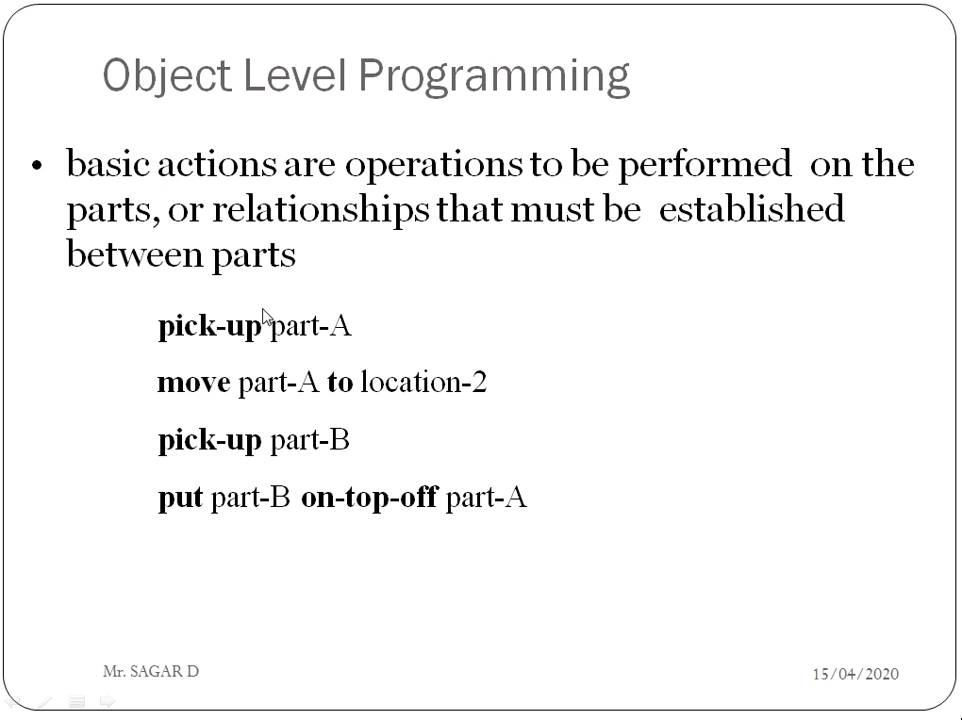 Object Level Programming
• basic actions are operations to be performed on the
parts, or relationships that must be established
between parts
pick-up part-A
move part-A to location-2
pick-up part-B
put part-B on-top-off part-A
Mr. SAGAR D
15/04/2020